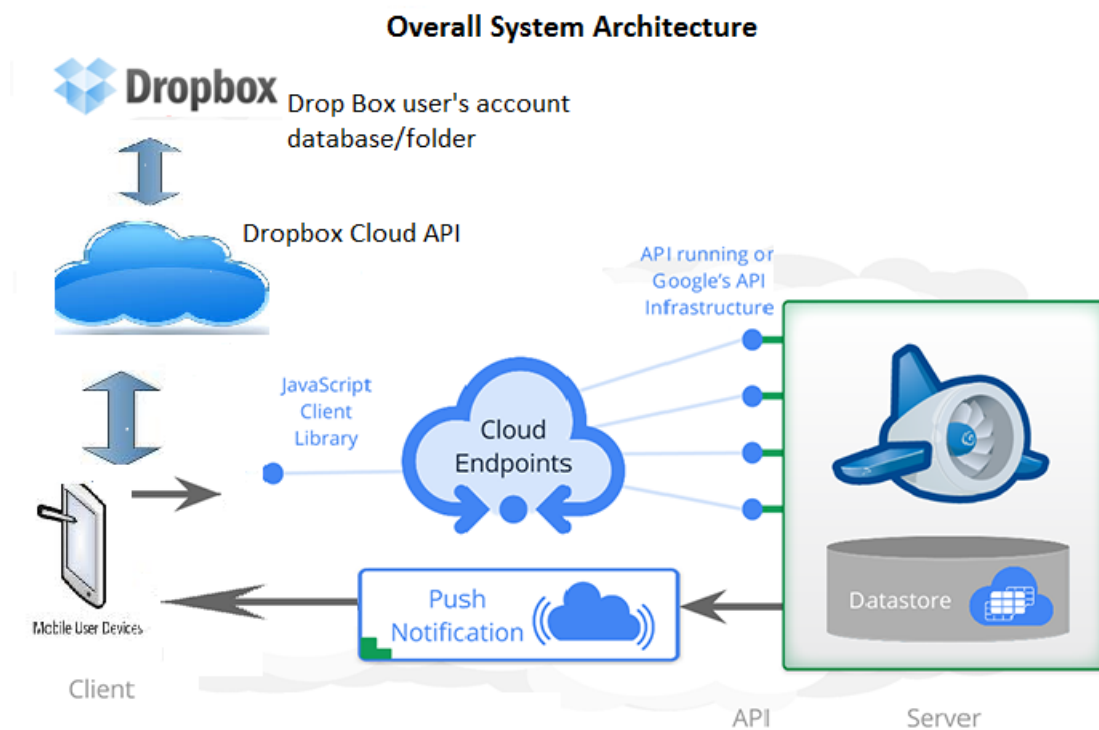 Overall System Architecture
Dropbox
Drop Box user's account
database/folder
Dropbox Cloud API
API running or
Google's API
Infrastructure
JavaScript
Client
Library
Cloud
Endpoints
Push
Notification
Datastore
Mobile User Devices
Client
API
Server